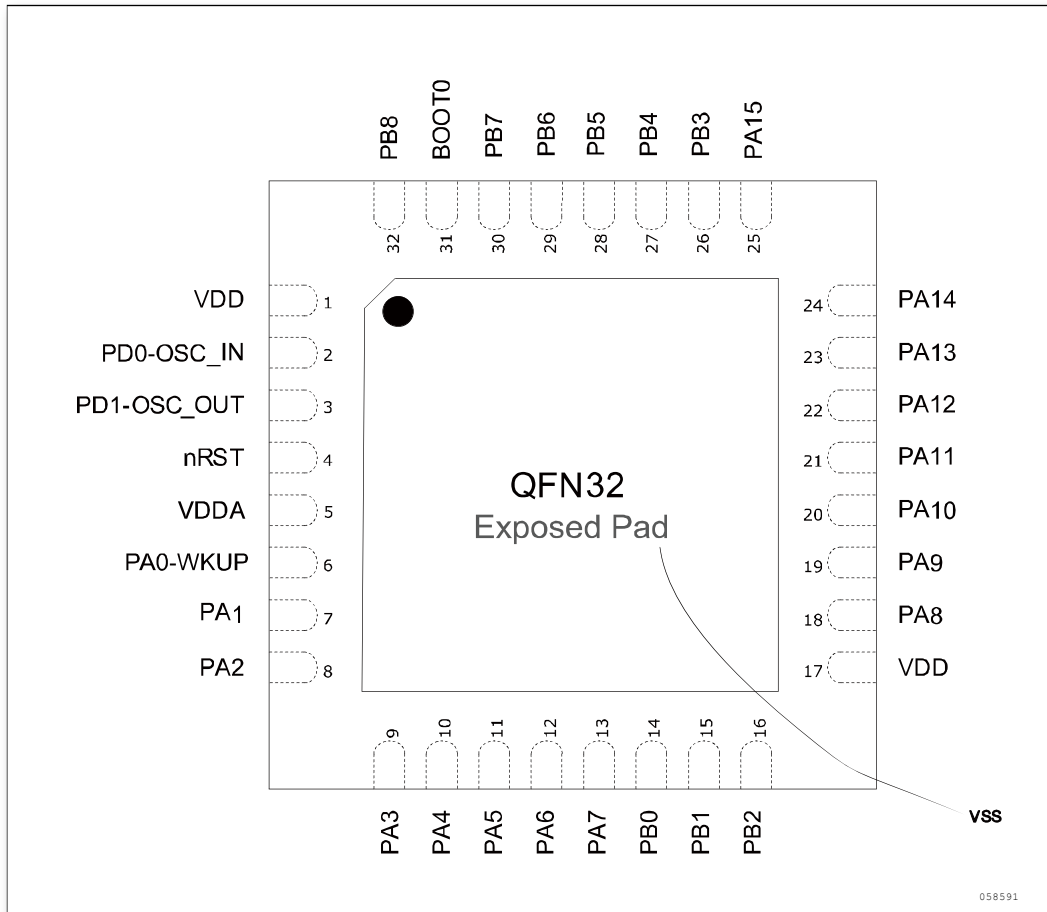 PB8
BOOT0
PB7
PB6
PB5
PB4
PB3
PA15
32
31
30
29
28
27
26
25
VDD 1
PD0-OSC_IN 2
PD1-OSC_OUT 3
nRST 4
VDDA 5
PA0-WKUP 6
PA1 7
PA2 8
24 PA14
23 PA13
22 PA12
21 PA11
20 PA10
19 PA9
18 PA8
17 VDD
QFN32
Exposed Pad
9
10
11
12
13
14
15
16
PA3
PA4
PA5
PA6
PA7
PB0
PB1
PB2
VSS
058591